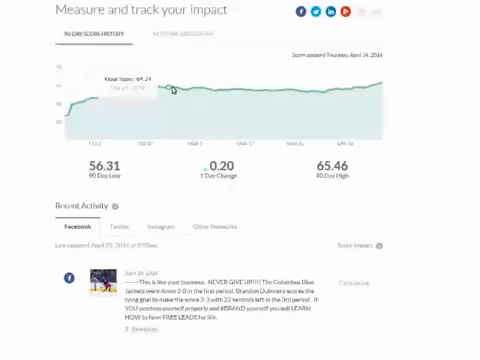 Measure and track your impact
90-DAY SCORE HISTORY
NETWORK BREAKDOWN
Score updated Thursday, April 24, 2014
Klout Score: 64.24
56.31
0.20
65.46
90 Day Low
1 Day Change
90 Day High
Recent Activity
Facebook
Twitter
Instagram
Other Networks
Score Impact
April 24, 2014
---->This is like your business. NEVER GIVE UP!!!! The Columbus Blue
Jackets were down 3-0 in the first period. Brandon Dubinsky scores the
tying goal to make the score 3-3 with 22 seconds left in the 3rd period. IF
YOU position yourself properly and #BRAND yourself you will LEARN
HOW to have FREE LEADS for life.
2 Reactions